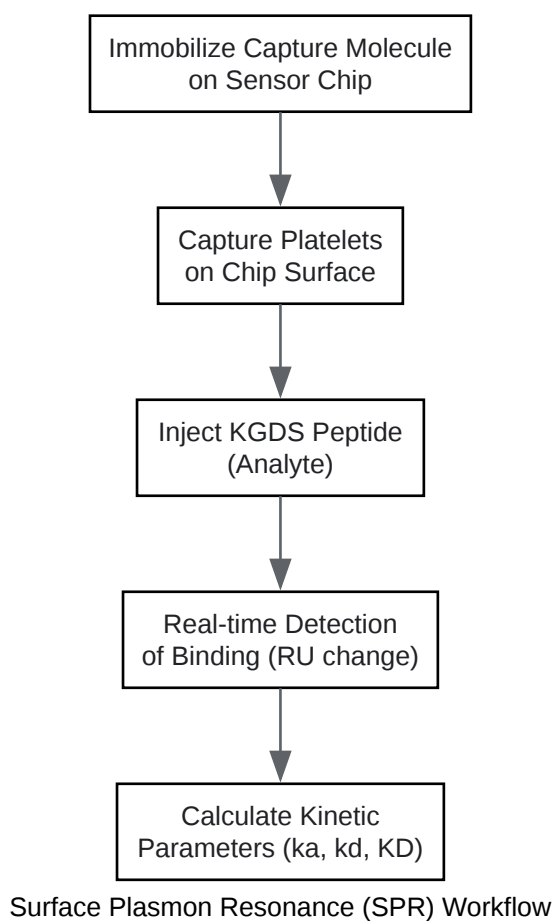 Immobilize Capture Molecule
on Sensor Chip
Capture Platelets
on Chip Surface
Inject KGDS Peptide
(Analyte)
Real-time Detection
of Binding (RU change)
Calculate Kinetic
Parameters (ka, kd, KD)
Surface Plasmon Resonance (SPR) Workflow